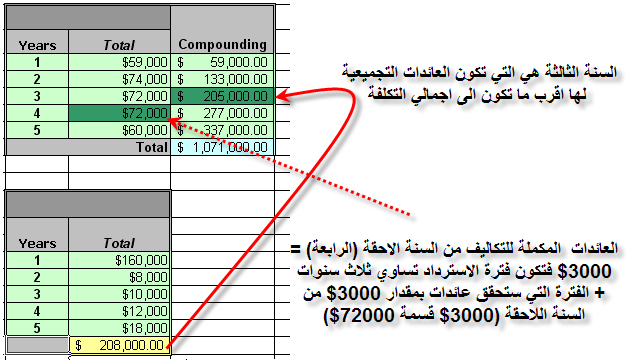 Years Total Compounding
1 $59,000 $ 59,000.00
2 $74,000 $ 133,000.00
3 $72,000 $ 205,000.00
4 $72,000 $ 277,000.00
5 $60,000 $ 337,000.00
Total $ 1,071,000.00
السنة الثالثة هي التي تكون العائدات التجميعية
لها اقرب ما تكون الى اجمالي التكلفة
Years Total
1 $160,000
2 $8,000
3 $10,000
4 $12,000
5 $18,000
$ 208,000.00
العائدات المكملة للتكاليف من السنة الاحقة (الرابعة) =
3000$ فتكون فترة الاسترداد تساوي ثلاث سنوات
+ الفترة التي ستحقق عائدات بمقدار 3000$ من
السنة اللاحقة (3000$ قسمة 72000$)